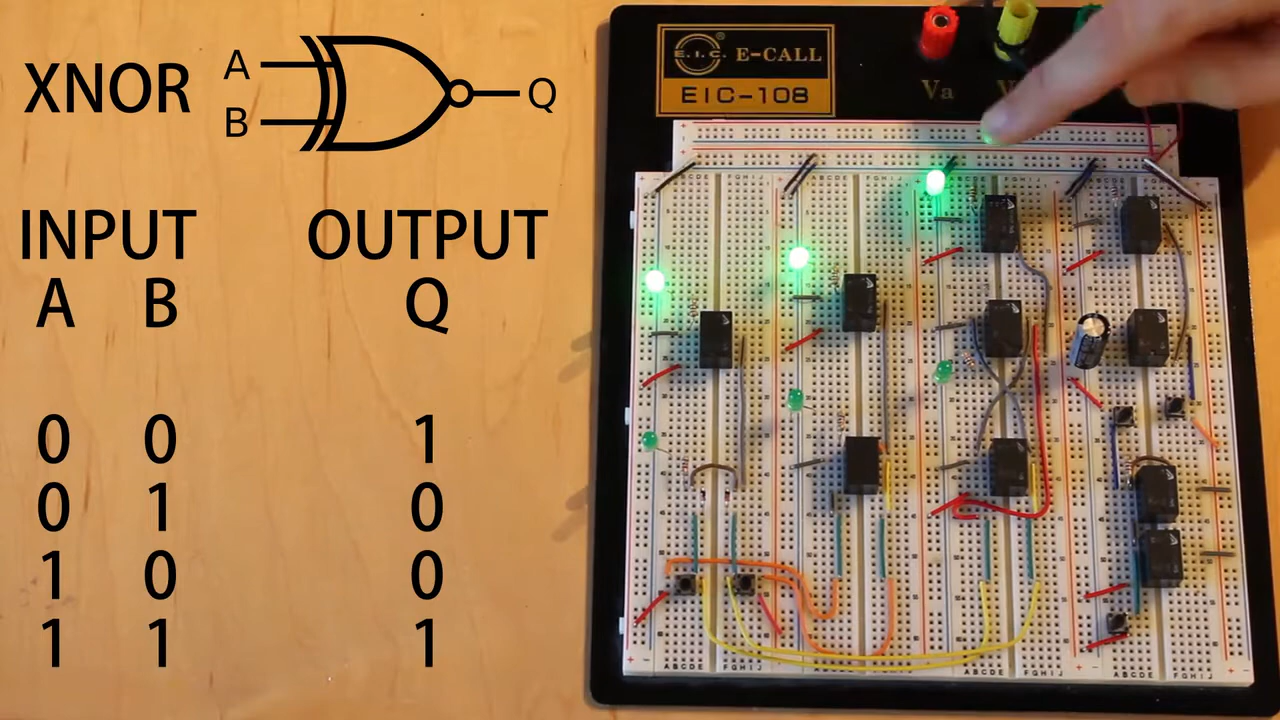 XNOR
A
B
Q
INPUT OUTPUT
A B Q
0 0 1
0 1 0
1 0 0
1 1 1
E.I.C. E-CALL
EIC-108
Va